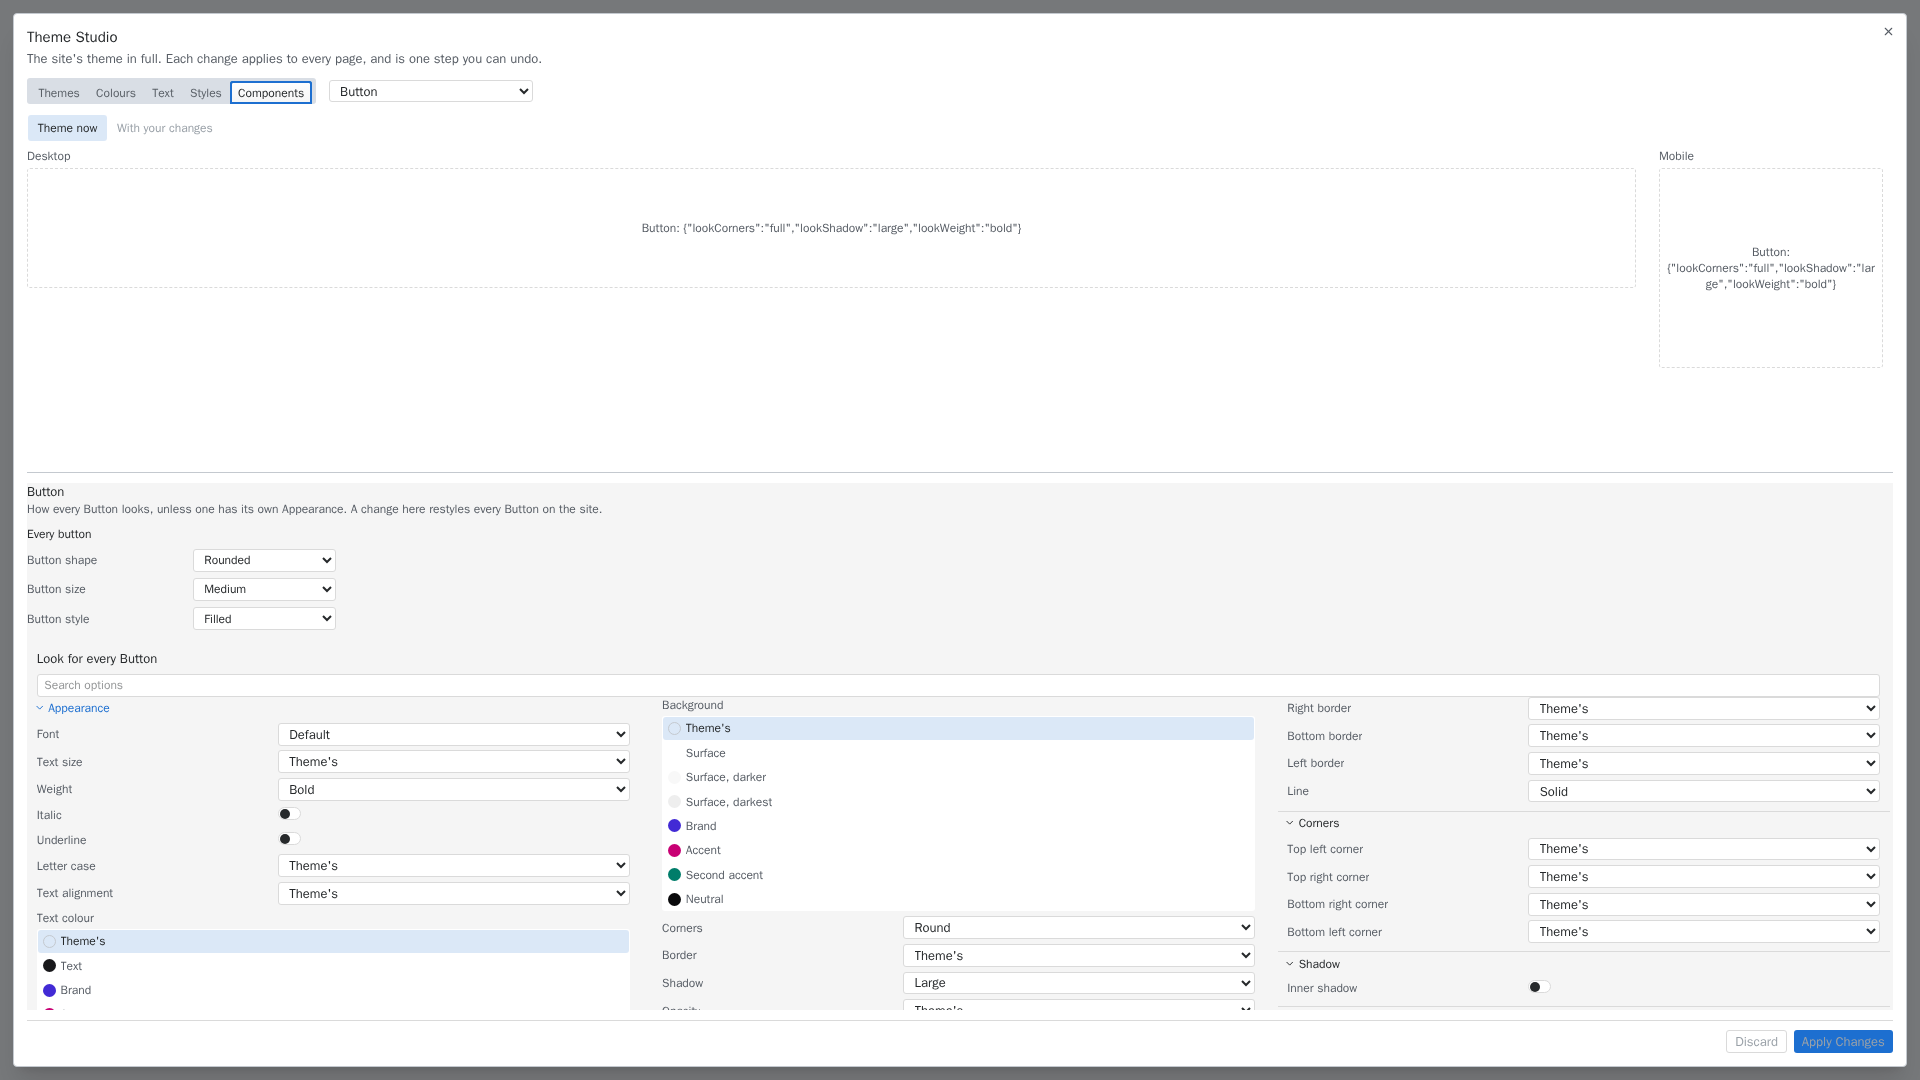 Theme Studio
The site's theme in full. Each change applies to every page, and is one step you can undo.
Themes Colours Text Styles Components Button
Theme now With your changes
Desktop
Mobile
Button: {"lookCorners":"full","lookShadow":"large","lookWeight":"bold"}
Button:
{"lookCorners":"full","lookShadow":"lar
ge","lookWeight":"bold"}
Button
How every Button looks, unless one has its own Appearance. A change here restyles every Button on the site.
Every button
Button shape Rounded
Button size Medium
Button style Filled
Look for every Button
Search options
Appearance
Font Default
Text size Theme's
Weight Bold
Italic
Underline
Letter case Theme's
Text alignment Theme's
Text colour
Theme's
Text
Brand
Background
Theme's
Surface
Surface, darker
Surface, darkest
Brand
Accent
Second accent
Neutral
Corners Round
Border Theme's
Shadow Large
Opacity Theme's
Right border Theme's
Bottom border Theme's
Left border Theme's
Line Solid
Corners
Top left corner Theme's
Top right corner Theme's
Bottom right corner Theme's
Bottom left corner Theme's
Shadow
Inner shadow
Discard Apply Changes